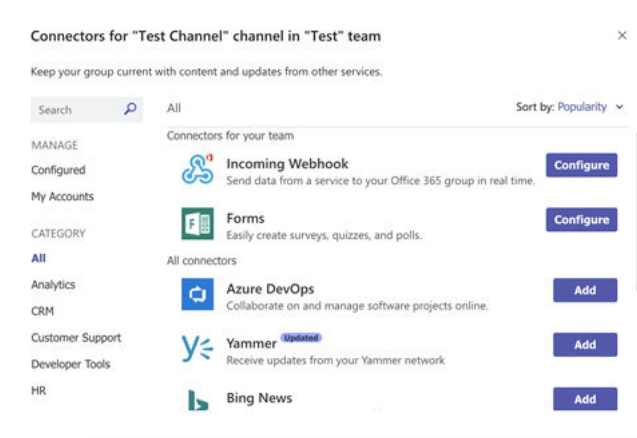 Connectors for "Test Channel" channel in "Test" team
Keep your group current with content and updates from other services.
Search
All
Sort by: Popularity
MANAGE
Configured
My Accounts
CATEGORY
All
Analytics
CRM
Customer Support
Developer Tools
HR
Connectors for your team
Incoming Webhook
Configure
Send data from a service to your Office 365 group in real time.
Forms
Configure
Easily create surveys, quizzes, and polls.
All connectors
Azure DevOps
Add
Collaborate on and manage software projects online.
Yammer Updated
Add
Receive updates from your Yammer network
Bing News
Add